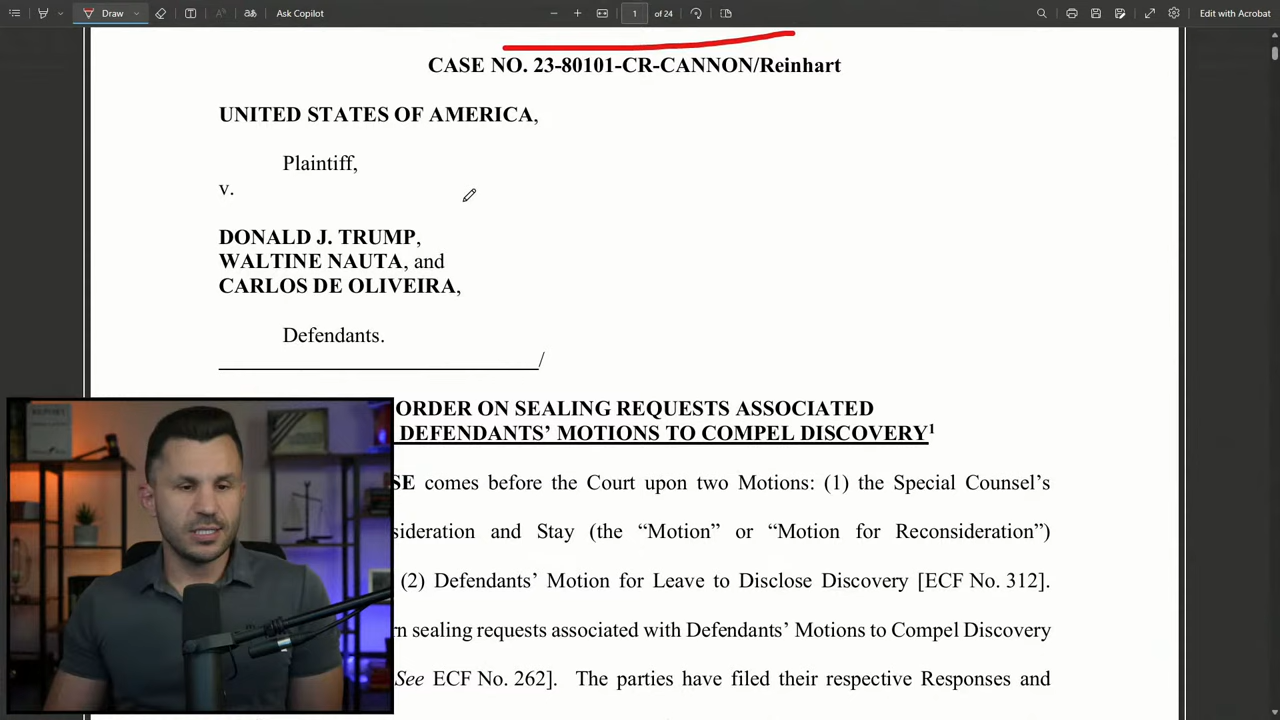 Draw
Ask Copilot
1 of 24
Edit with Acrobat
CASE NO. 23-80101-CR-CANNON/Reinhart
UNITED STATES OF AMERICA,
Plaintiff,
v.
DONALD J. TRUMP,
WALTINE NAUTA, and
CARLOS DE OLIVEIRA,
Defendants.
/
ORDER ON SEALING REQUESTS ASSOCIATED
DEFENDANTS’ MOTIONS TO COMPEL DISCOVERY1
SE comes before the Court upon two Motions: (1) the Special Counsel’s
sideration and Stay (the “Motion” or “Motion for Reconsideration”)
(2) Defendants’ Motion for Leave to Disclose Discovery [ECF No. 312].
rn sealing requests associated with Defendants’ Motions to Compel Discovery
See ECF No. 262]. The parties have filed their respective Responses and